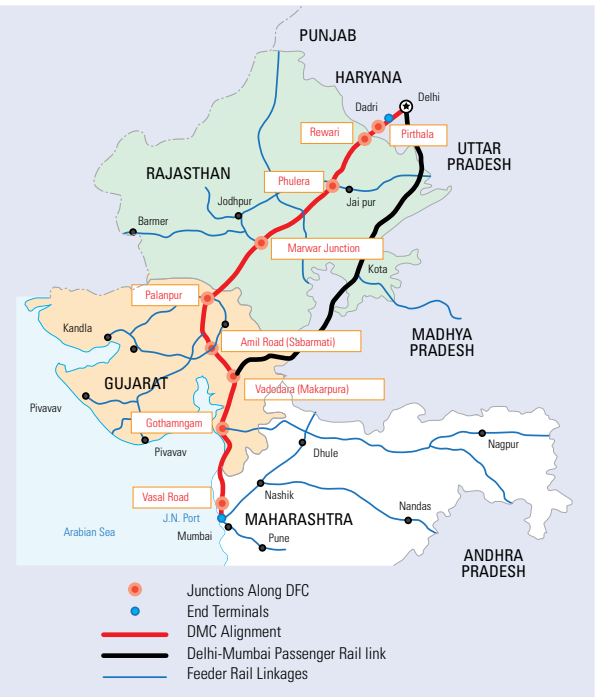 PUNJAB
HARYANA
Delhi
Dadri
Rewari
Pirthala
UTTAR
PRADESH
RAJASTHAN
Phulera
Jodhpur
Jai pur
Barmer
Marwar Junction
Kota
Palanpur
Kandla
Amil Road (Sabarmati)
MADHYA
PRADESH
GUJARAT
Vadodara (Makarpura)
Pivavav
Gothamngam
Pivavav
Dhule
Nagpur
Vasal Road
Nashik
Nandas
J.N. Port
MAHARASHTRA
Arabian Sea
Mumbai
Pune
ANDHRA
PRADESH
Junctions Along DFC
End Terminals
DMC Alignment
Delhi-Mumbai Passenger Rail link
Feeder Rail Linkages